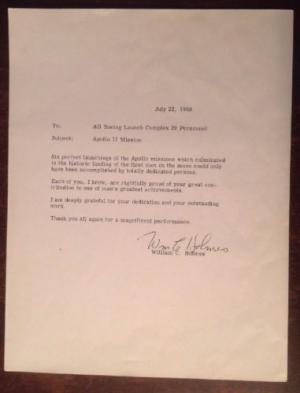 July 22, 1969
To: All Boeing Launch Complex 39 Personnel
Subject: Apollo 11 Mission
Six perfect launchings of the Apollo missions which culminated
in the historic landing of the first men on the moon could only
have been accomplished by totally dedicated persons.
Each of you, I know, are rightfully proud of your great con-
tribution to one of man's greatest achievements.
I am deeply grateful for your dedication and your outstanding
work.
Thank you all again for a magnificent performance.
William C. Holmes